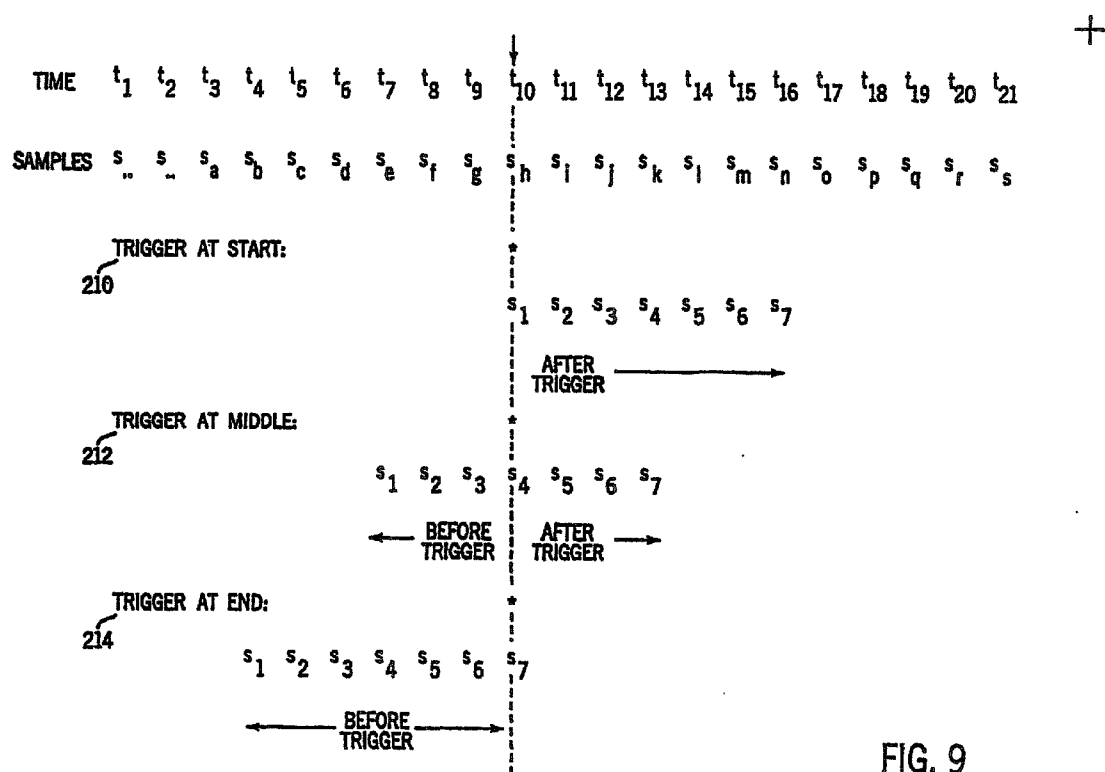 TIME t1 t2 t3 t4 t5 t6 t7 t8 t9 t10 t11 t12 t13 t14 t15 t16 t17 t18 t19 t20 t21
SAMPLES s.. s.. sa sb sc sd se sf sg sh si sj sk sl sm sn so sp sq sr ss
TRIGGER AT START: *
210
s1 s2 s3 s4 s5 s6 s7
AFTER
TRIGGER
TRIGGER AT MIDDLE: *
212
s1 s2 s3 s4 s5 s6 s7
BEFORE AFTER
TRIGGER TRIGGER
TRIGGER AT END: *
214
s1 s2 s3 s4 s5 s6 s7
BEFORE
TRIGGER
FIG. 9